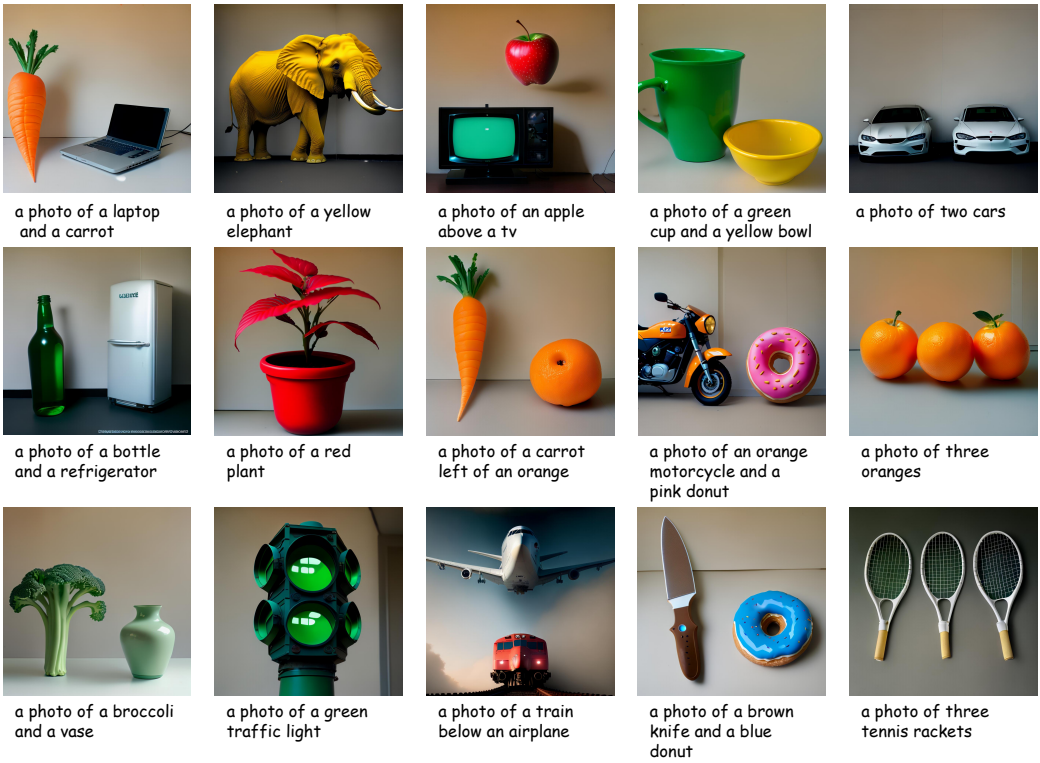 a photo of a laptop
and a carrot
a photo of a yellow
elephant
a photo of an apple
above a tv
a photo of a green
cup and a yellow bowl
a photo of two cars
a photo of a bottle
and a refrigerator
a photo of a red
plant
a photo of a carrot
left of an orange
a photo of an orange
motorcycle and a
pink donut
a photo of three
oranges
a photo of a broccoli
and a vase
a photo of a green
traffic light
a photo of a train
below an airplane
a photo of a brown
knife and a blue
donut
a photo of three
tennis rackets